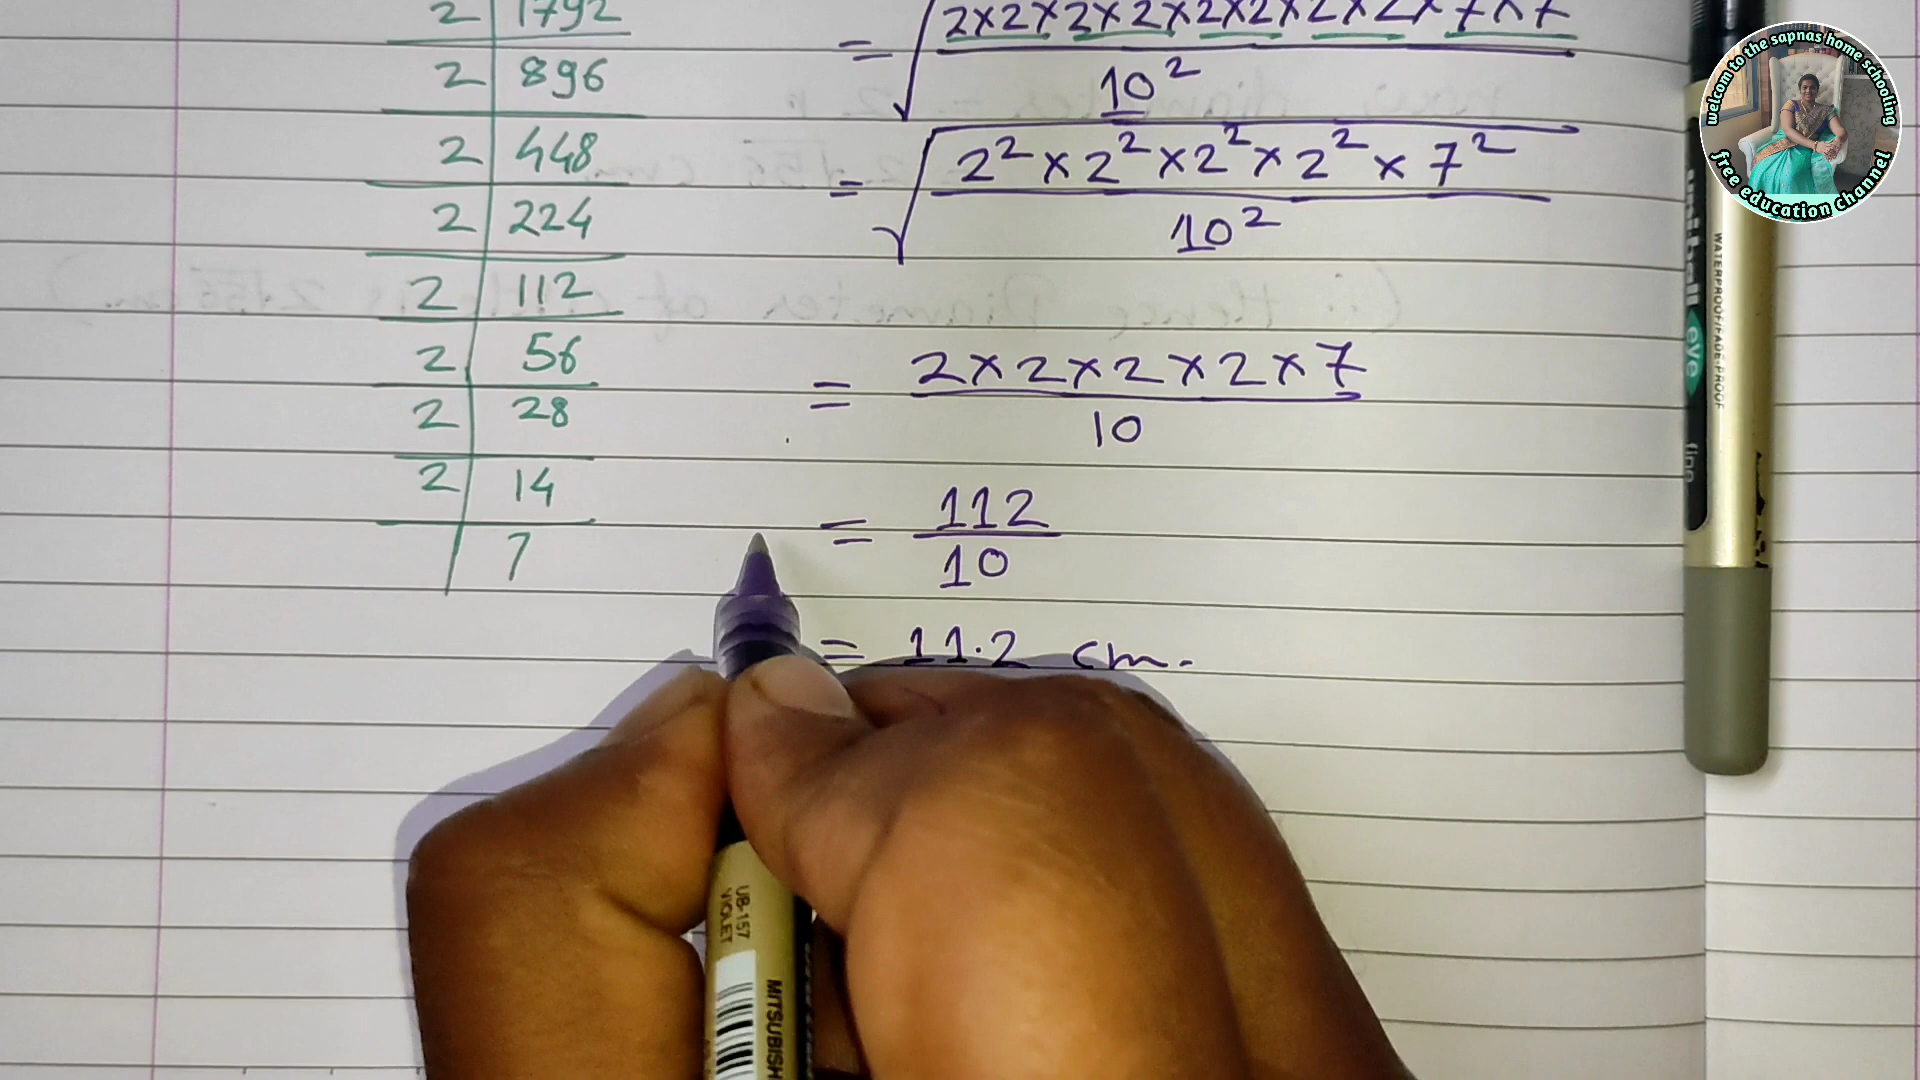 2 | 1792
2 | 896
2 | 448
2 | 224
2 | 112
2 | 56
2 | 28
2 | 14
7
= √(2×2×2×2×2×2×2×2×7×7 / 10²)
= √(2² × 2² × 2² × 2² × 7² / 10²)
= 2 × 2 × 2 × 2 × 7 / 10
= 112 / 10
= 11.2 cm.
welcom to the sapnas home schooling
free education channel
eye
fine
WATERPROOF/FADE-PROOF
UB-157
VIOLET
MITSUBISH